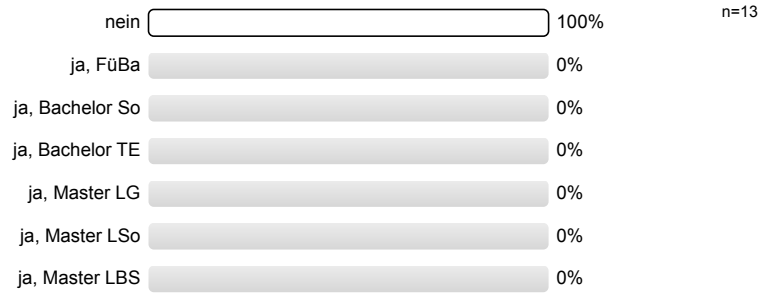 nein 100% n=13
ja, FüBa 0%
ja, Bachelor So 0%
ja, Bachelor TE 0%
ja, Master LG 0%
ja, Master LSo 0%
ja, Master LBS 0%